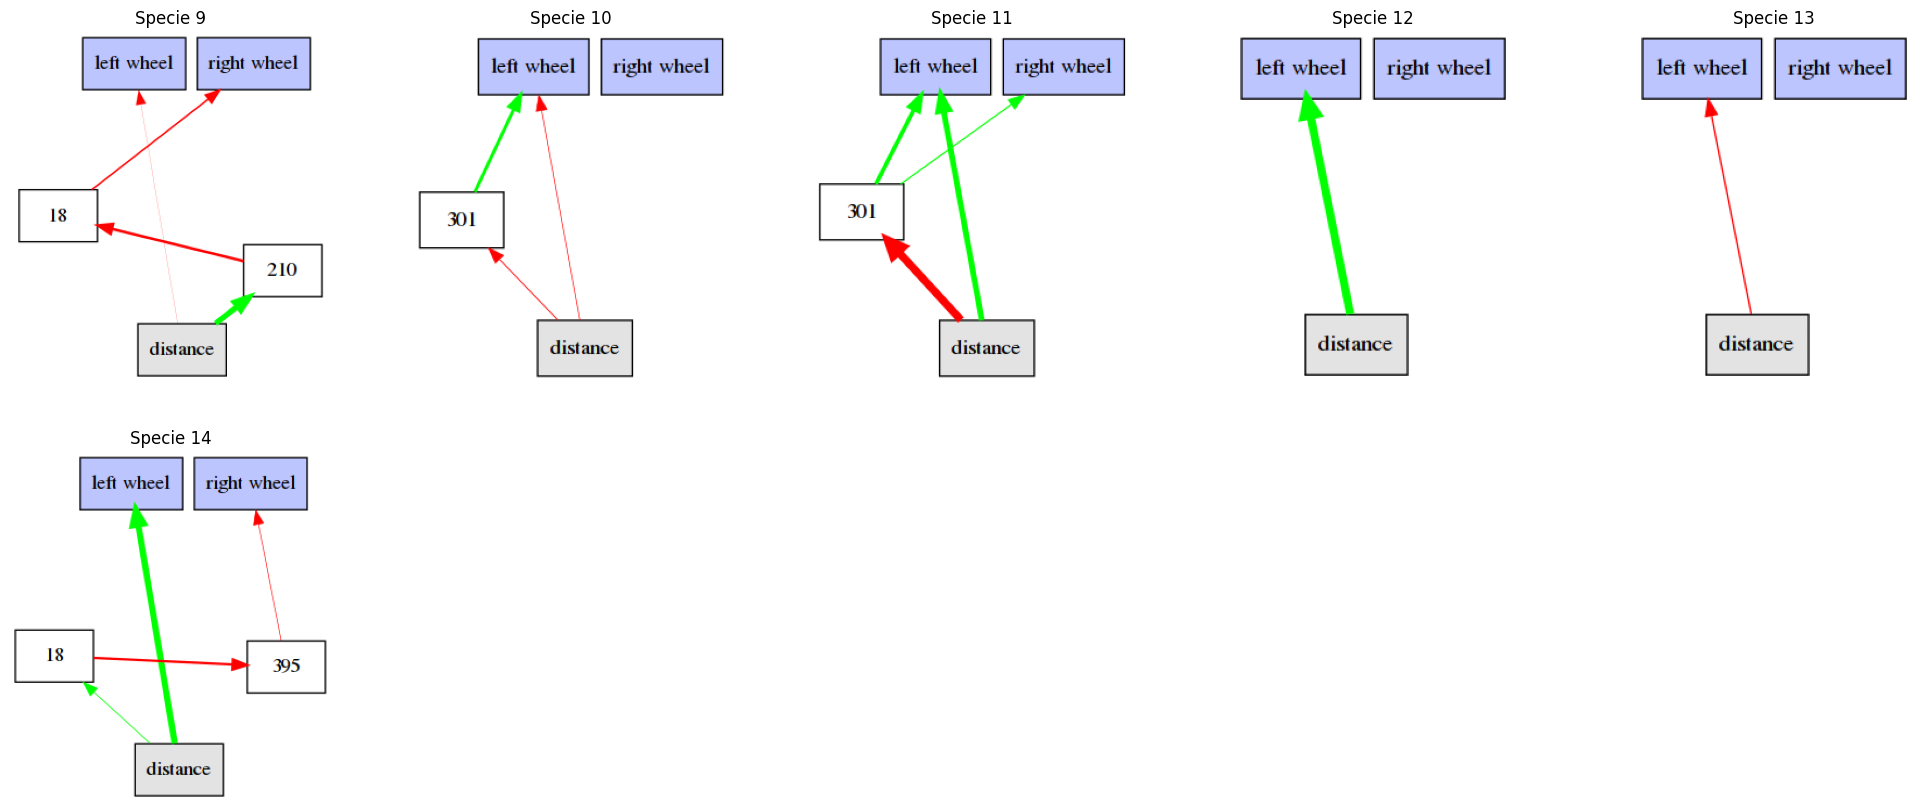 Specie 9
left wheel
right wheel
18
210
distance
Specie 10
left wheel
right wheel
301
distance
Specie 11
left wheel
right wheel
301
distance
Specie 12
left wheel
right wheel
distance
Specie 13
left wheel
right wheel
distance
Specie 14
left wheel
right wheel
18
395
distance